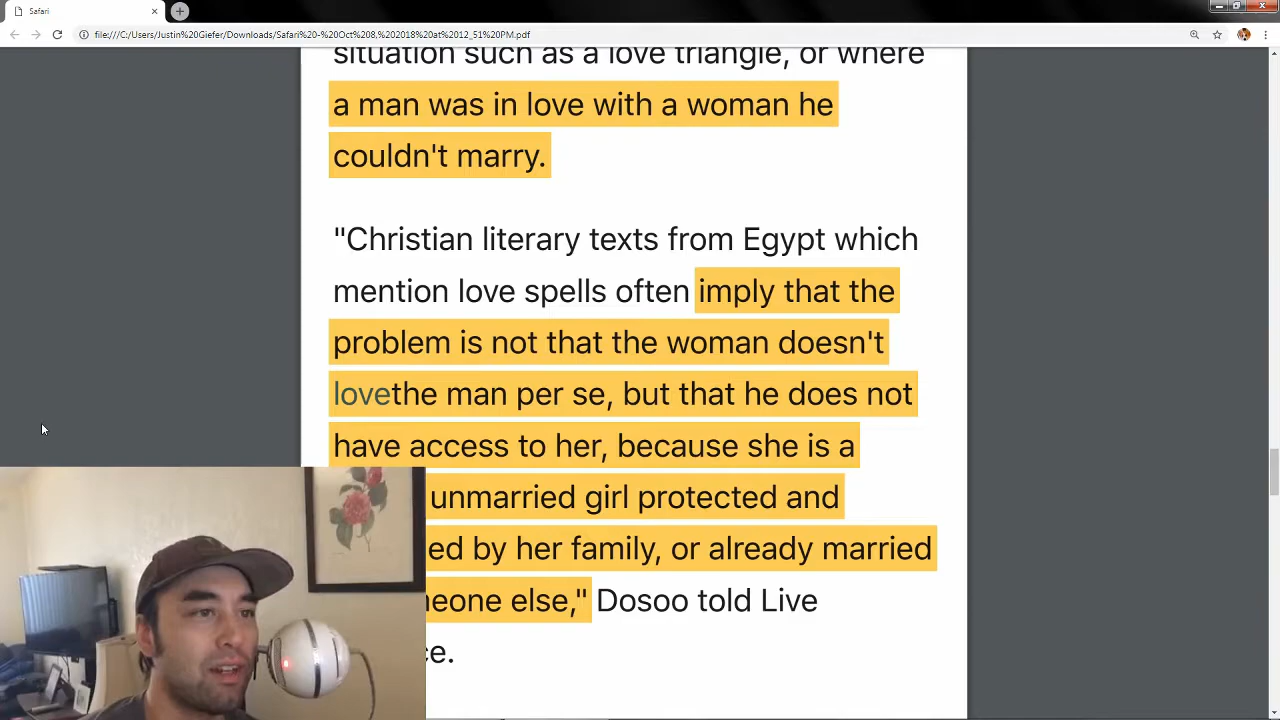 Safari
file:///C:/Users/Justin%20Giefer/Downloads/Safari%20-%20Oct%208,%202018%20at%2012_51%20PM.pdf
situation such as a love triangle, or where
a man was in love with a woman he
couldn't marry.
"Christian literary texts from Egypt which
mention love spells often imply that the
problem is not that the woman doesn't
lovethe man per se, but that he does not
have access to her, because she is a
unmarried girl protected and
ed by her family, or already married
eone else," Dosoo told Live
ce.